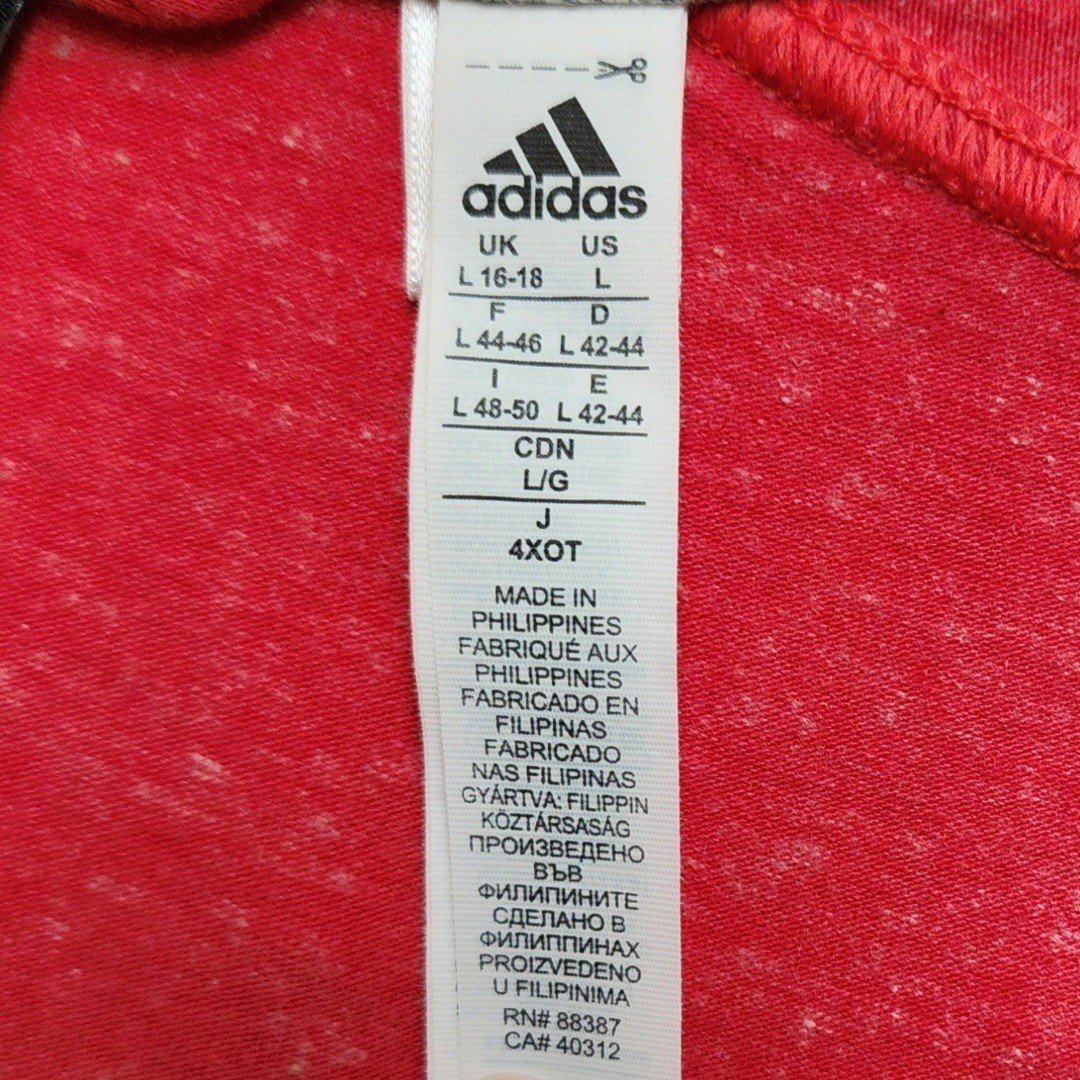 adidas
UK US
L 16-18 L
F D
L 44-46 L 42-44
I E
L 48-50 L 42-44
CDN
L/G
J
4XOT
MADE IN
PHILIPPINES
FABRIQUÉ AUX
PHILIPPINES
FABRICADO EN
FILIPINAS
FABRICADO
NAS FILIPINAS
GYÁRTVA: FILIPPIN
KÖZTÁRSASÁG
ПРОИЗВЕДЕНО
ВЪВ
ФИЛИПИНИТЕ
СДЕЛАНО В
ФИЛИППИНАХ
PROIZVEDENO
U FILIPINIMA
RN# 88387
CA# 40312